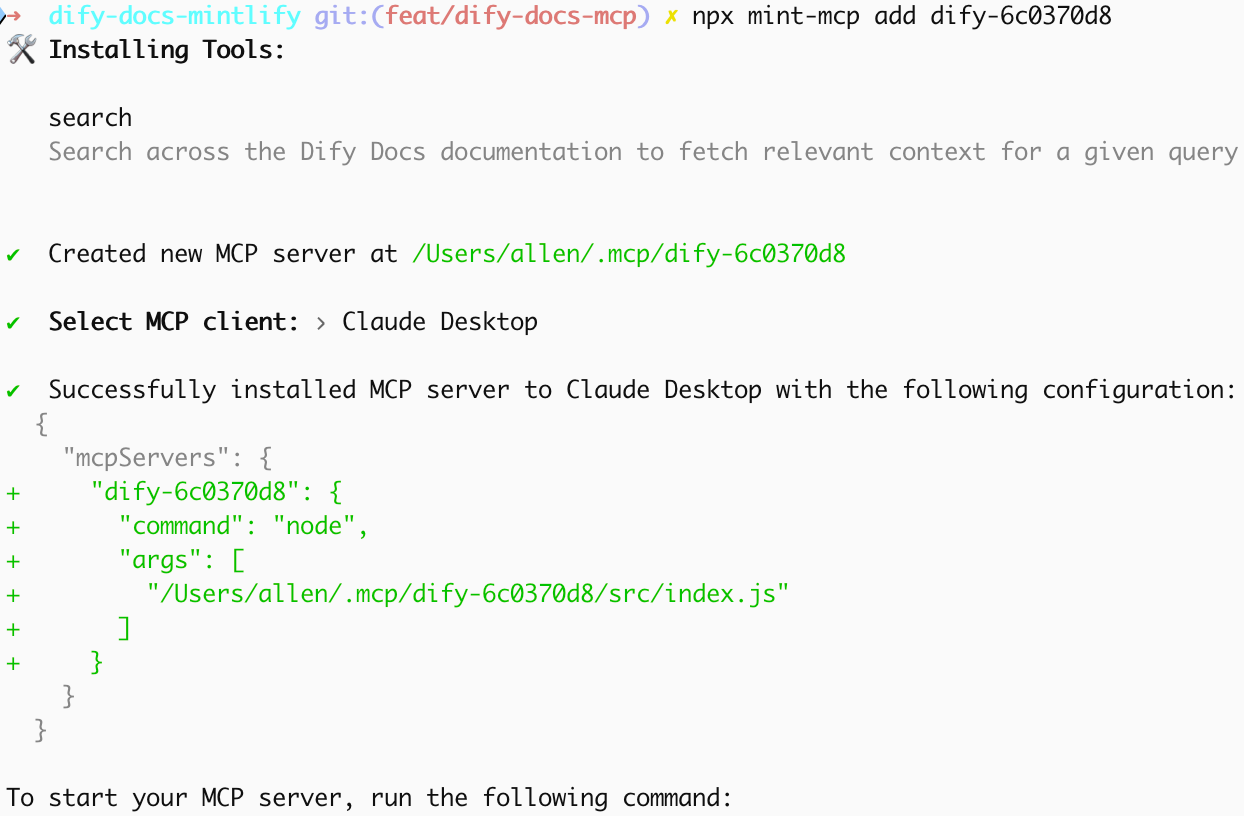 ➜ dify-docs-mintlify git:(feat/dify-docs-mcp) ✗ npx mint-mcp add dify-6c0370d8
🛠 Installing Tools:
search
Search across the Dify Docs documentation to fetch relevant context for a given query
✔ Created new MCP server at /Users/allen/.mcp/dify-6c0370d8
✔ Select MCP client: › Claude Desktop
✔ Successfully installed MCP server to Claude Desktop with the following configuration:
{
"mcpServers": {
+ "dify-6c0370d8": {
+ "command": "node",
+ "args": [
+ "/Users/allen/.mcp/dify-6c0370d8/src/index.js"
+ ]
+ }
}
}
To start your MCP server, run the following command: